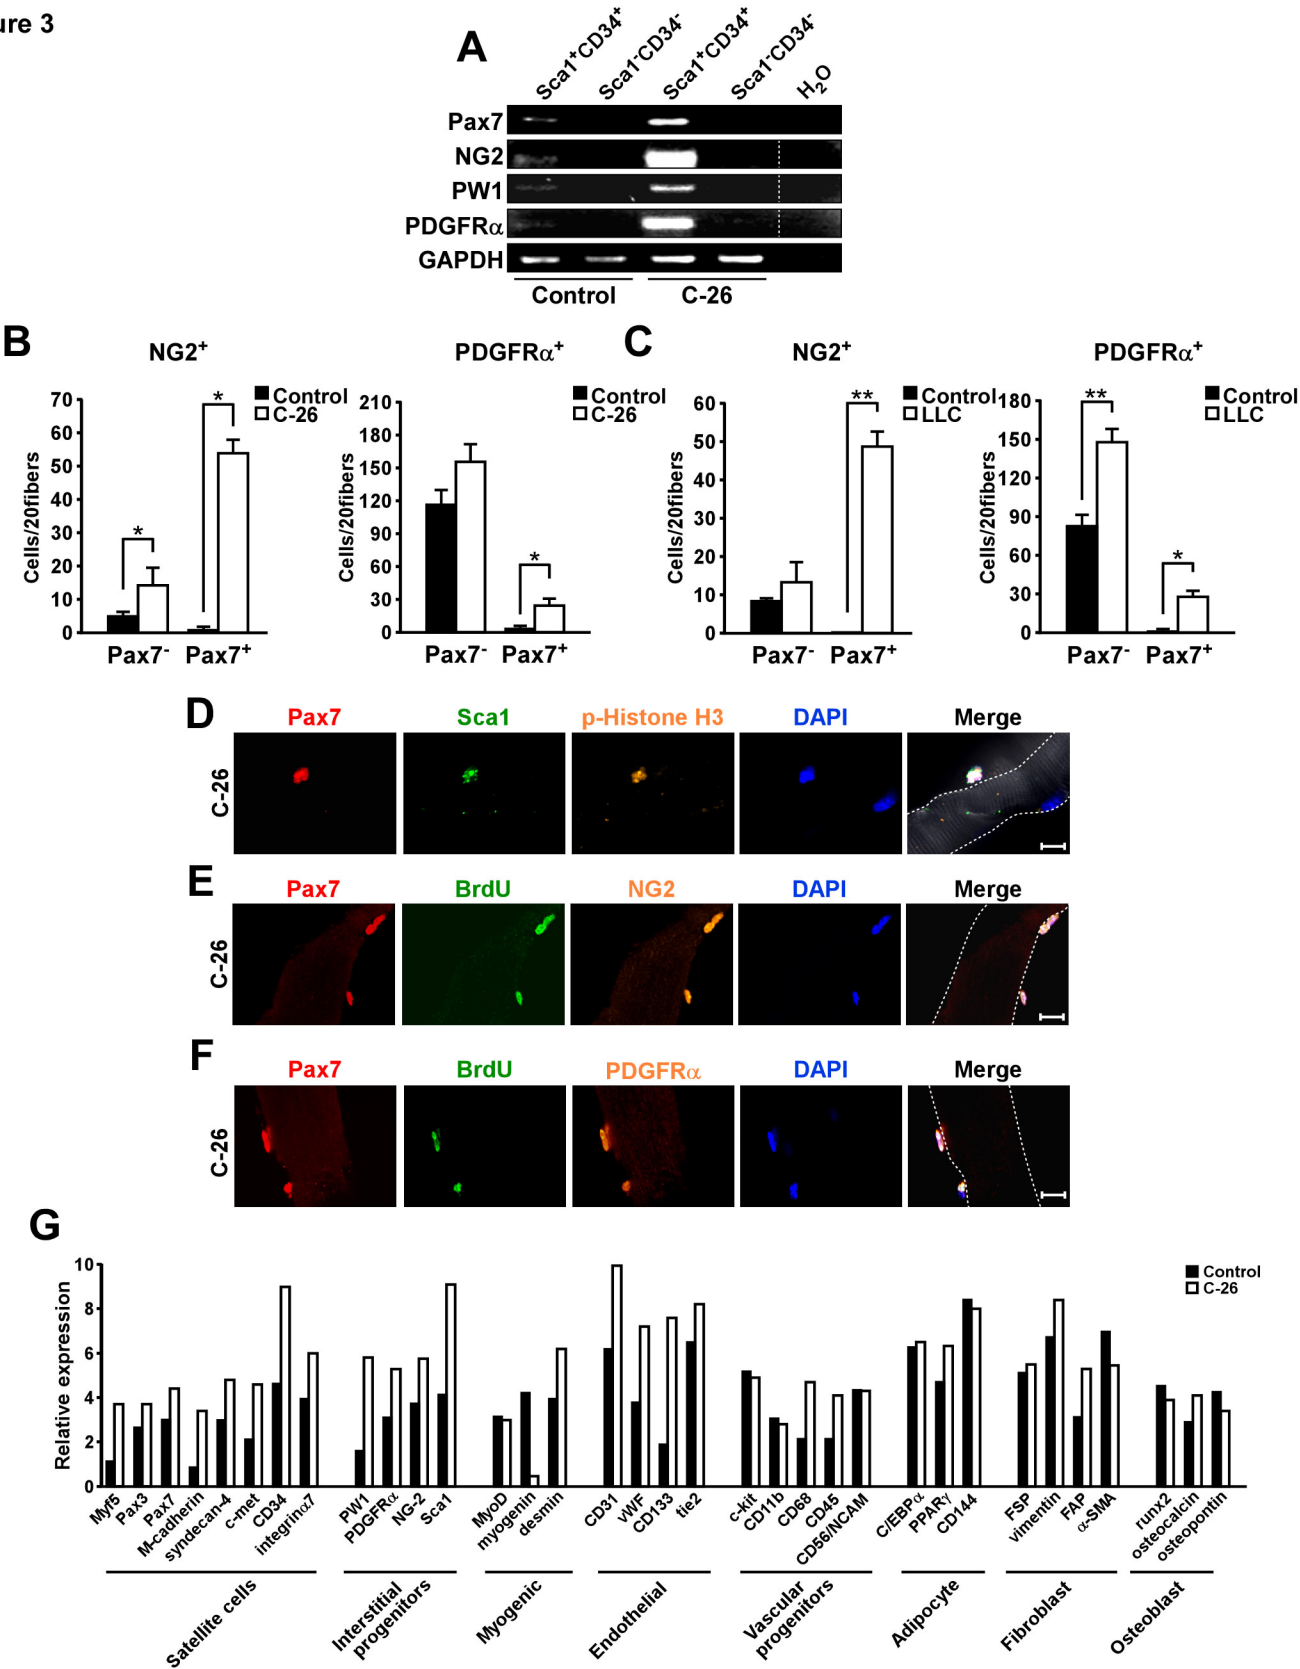 ure 3
A
Sca1+CD34+ Sca1-CD34- Sca1+CD34+ Sca1-CD34- H2O
Pax7
NG2
PW1
PDGFRα
GAPDH
Control C-26
B
NG2+
Control
C-26
Cells/20fibers
70
60
50
40
30
20
10
0
* *
Pax7- Pax7+
PDGFRα+
Control
C-26
Cells/20fibers
210
180
150
120
90
60
30
0
*
Pax7- Pax7+
C
NG2+
Control
LLC
Cells/20fibers
60
50
40
30
20
10
0
**
Pax7- Pax7+
PDGFRα+
Control
LLC
Cells/20fibers
180
150
120
90
60
30
0
** *
Pax7- Pax7+
D
Pax7 Sca1 p-Histone H3 DAPI Merge
C-26
E
Pax7 BrdU NG2 DAPI Merge
C-26
F
Pax7 BrdU PDGFRα DAPI Merge
C-26
G
Control
C-26
Relative expression
10
8
6
4
2
0
Myf5 Pax3 Pax7 M-cadherin syndecan-4 c-met CD34 integrinα7 PW1 PDGFRα NG-2 Sca1 MyoD myogenin desmin CD31 vWF CD133 tie2 c-kit CD11b CD68 CD45 CD56/NCAM C/EBPα PPARγ CD144 FSP vimentin FAP α-SMA runx2 osteocalcin osteopontin
Satellite cells
Interstitial
progenitors
Myogenic
Endothelial
Vascular
progenitors
Adipocyte
Fibroblast
Osteoblast